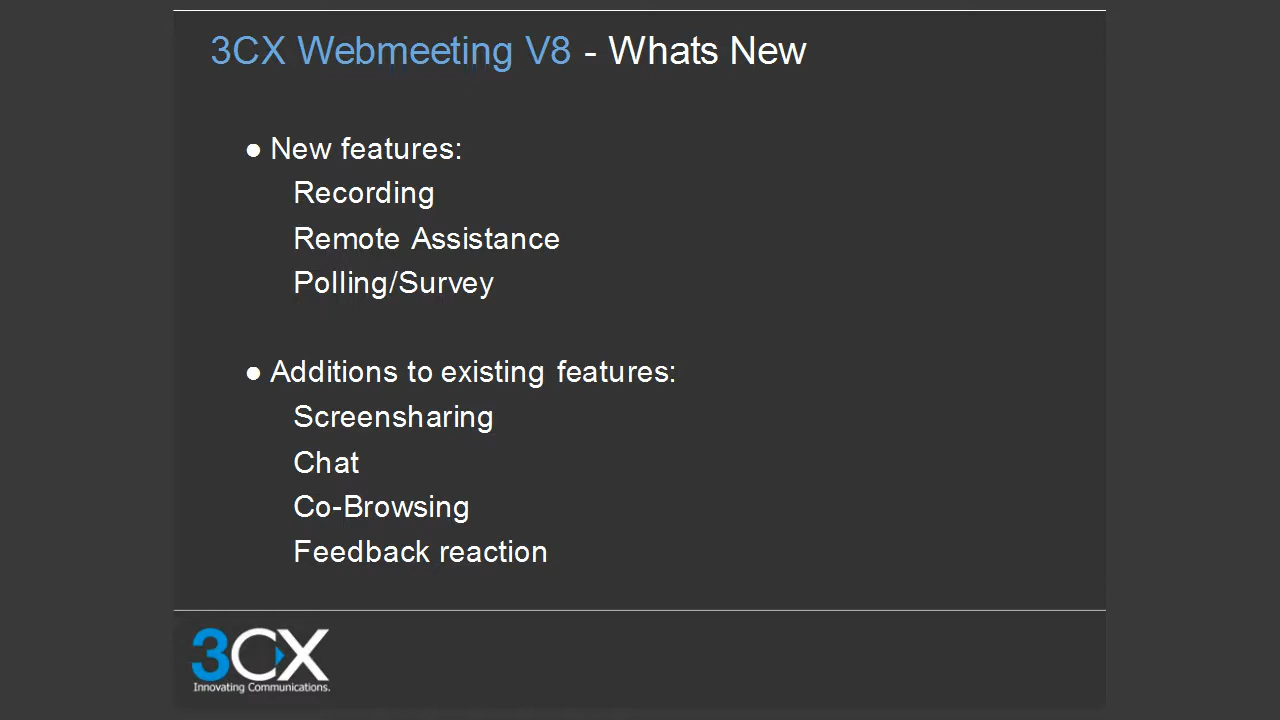 3CX Webmeeting V8 - Whats New
● New features:
Recording
Remote Assistance
Polling/Survey
● Additions to existing features:
Screensharing
Chat
Co-Browsing
Feedback reaction
3CX
Innovating Communications.